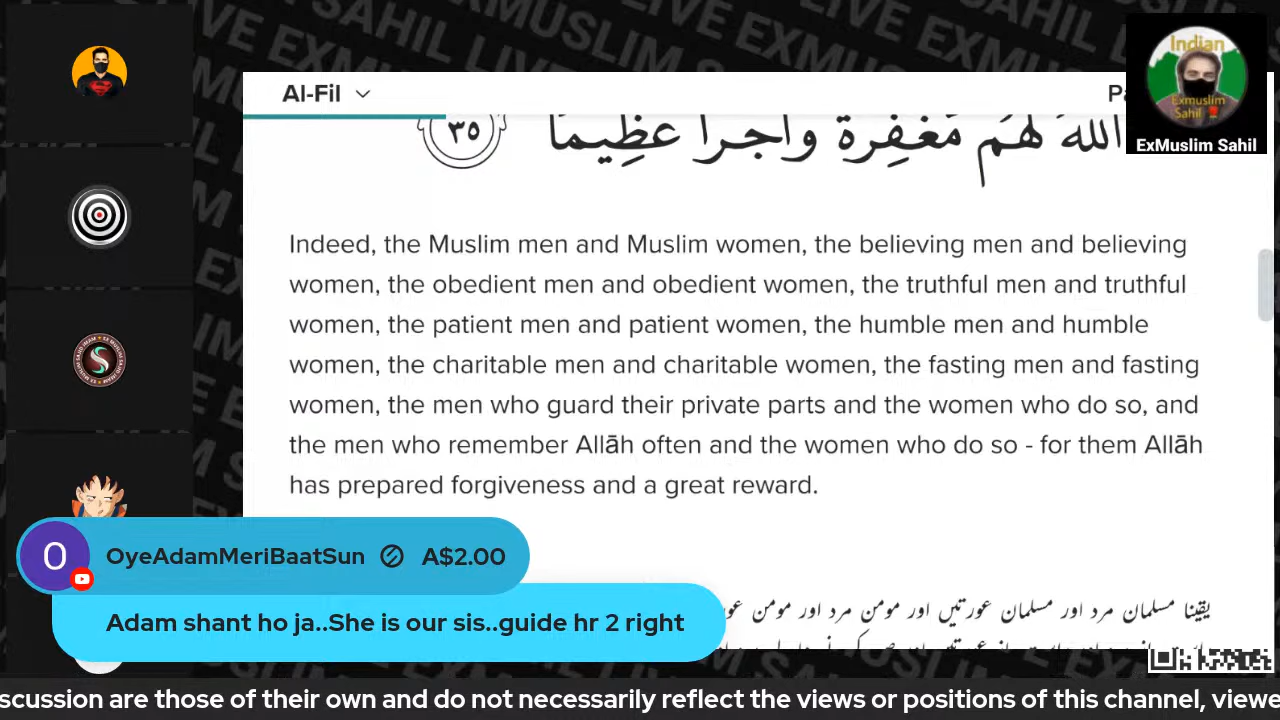 Al-Fil
Indian
Exmuslim
Sahil
ExMuslim Sahil
اللهُ لَهُم مَّغْفِرَةً وَأَجْرًا عَظِيمًا ٣٥
Indeed, the Muslim men and Muslim women, the believing men and believing
women, the obedient men and obedient women, the truthful men and truthful
women, the patient men and patient women, the humble men and humble
women, the charitable men and charitable women, the fasting men and fasting
women, the men who guard their private parts and the women who do so, and
the men who remember Allāh often and the women who do so - for them Allāh
has prepared forgiveness and a great reward.
O
OyeAdamMeriBaatSun A$2.00
Adam shant ho ja..She is our sis..guide hr 2 right
یقینا مسلمان مرد اور مسلمان عورتیں اور مومن مرد اور مومن
scussion are those of their own and do not necessarily reflect the views or positions of this channel, viewe